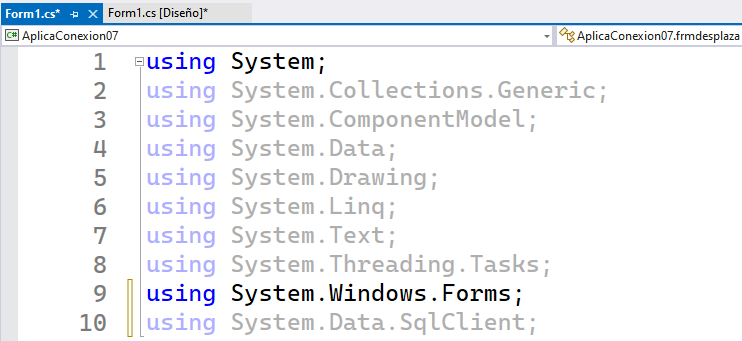 Form1.cs* Form1.cs [Diseño]*
AplicaConexion07 AplicaConexion07.frmdesplaza
1 using System;
2 using System.Collections.Generic;
3 using System.ComponentModel;
4 using System.Data;
5 using System.Drawing;
6 using System.Linq;
7 using System.Text;
8 using System.Threading.Tasks;
9 using System.Windows.Forms;
10 using System.Data.SqlClient;